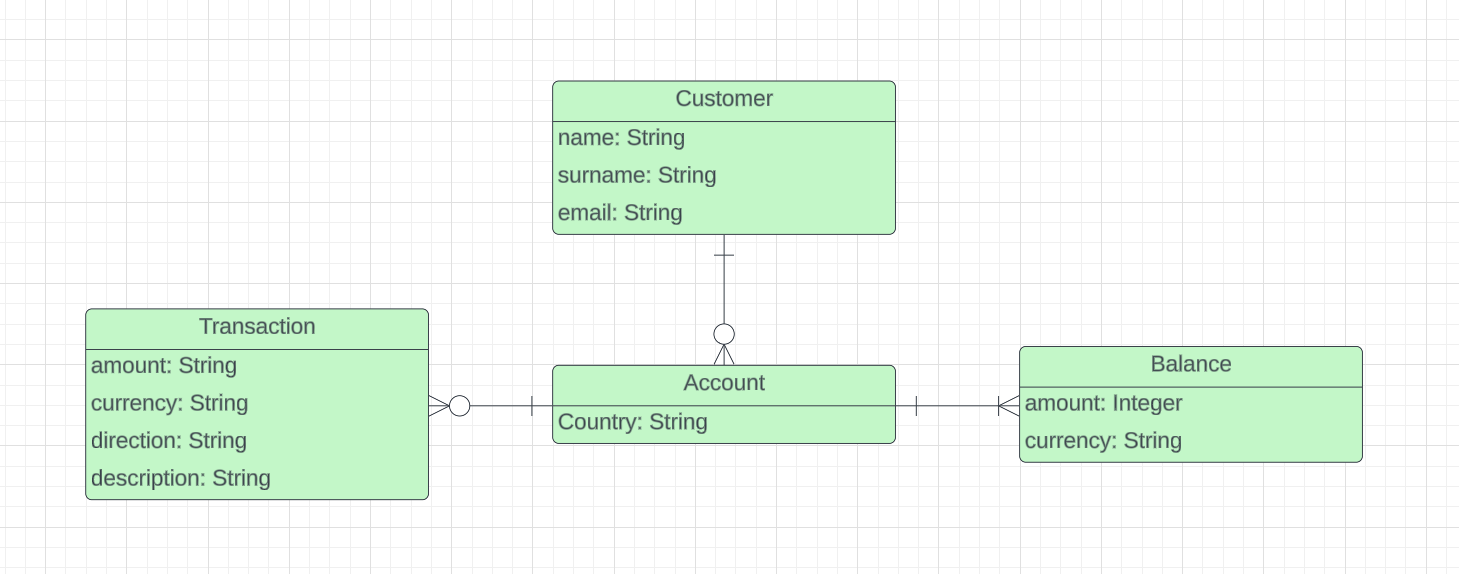 Customer
name: String
surname: String
email: String
Transaction
amount: String
currency: String
direction: String
description: String
Account
Country: String
Balance
amount: Integer
currency: String